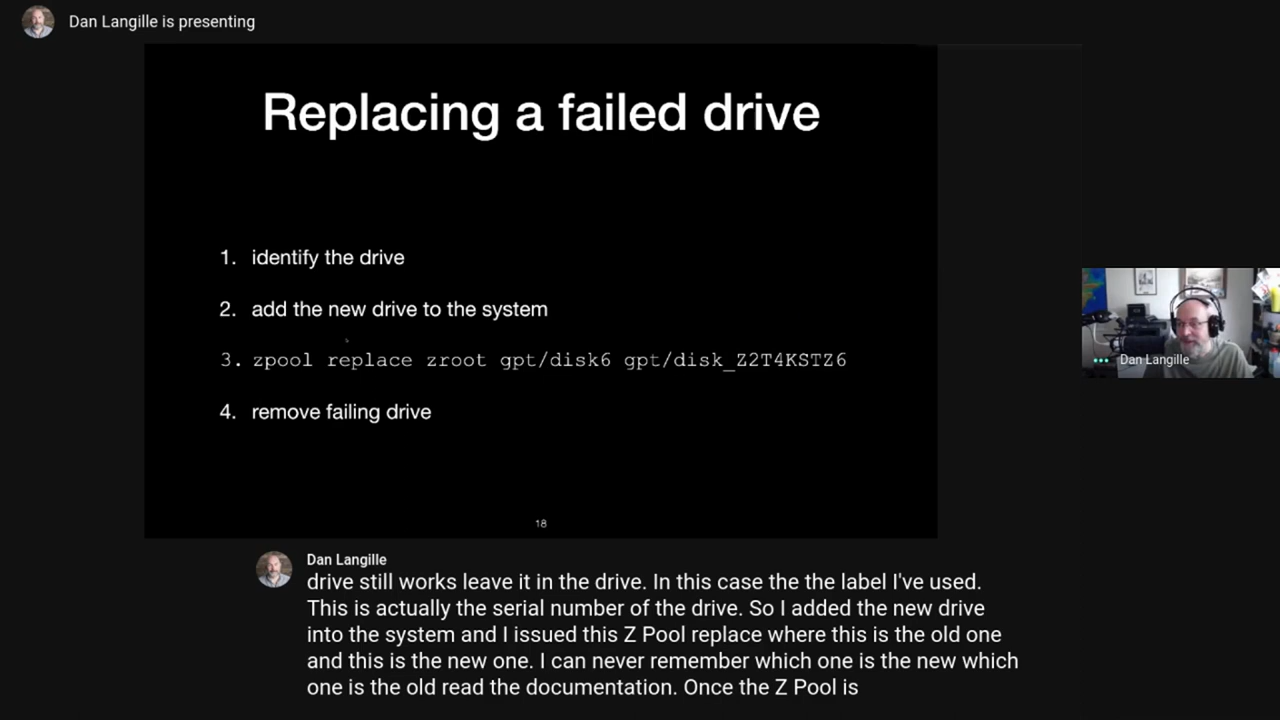 Dan Langille is presenting
Replacing a failed drive
1. identify the drive
2. add the new drive to the system
3. zpool replace zroot gpt/disk6 gpt/disk_Z2T4KSTZ6
4. remove failing drive
18
Dan Langille
Dan Langille
drive still works leave it in the drive. In this case the the label I've used.
This is actually the serial number of the drive. So I added the new drive
into the system and I issued this Z Pool replace where this is the old one
and this is the new one. I can never remember which one is the new which
one is the old read the documentation. Once the Z Pool is